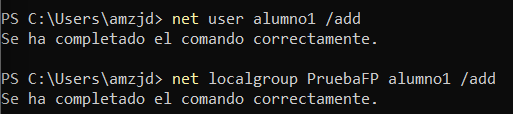 PS C:\Users\amzjd> net user alumno1 /add
Se ha completado el comando correctamente.
PS C:\Users\amzjd> net localgroup PruebaFP alumno1 /add
Se ha completado el comando correctamente.